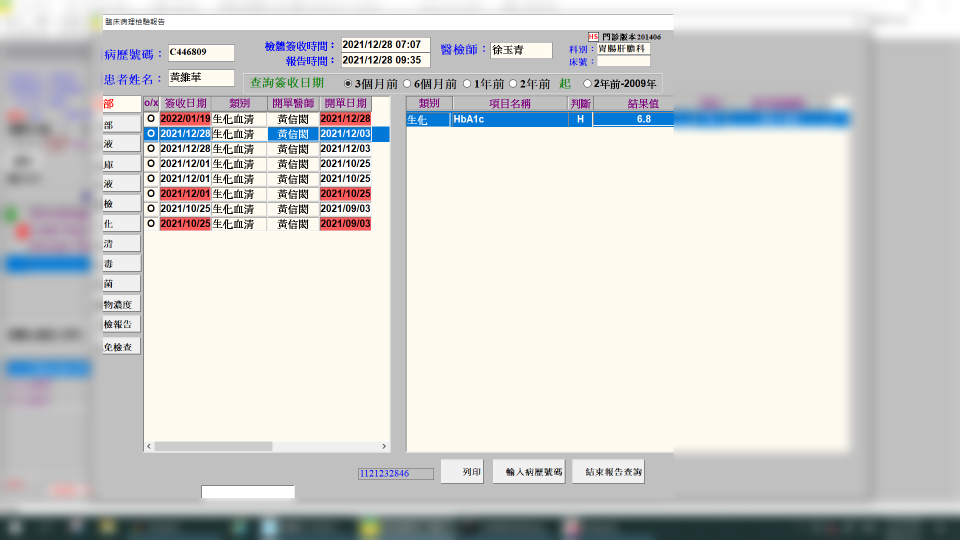 臨床病理檢驗報告
HS 門診版本201406
病歷號碼： C446809 檢體簽收時間： 2021/12/28 07:07 醫檢師： 徐玉青 科別： 胃腸肝膽科
患者姓名： 黃維華 報告時間： 2021/12/28 09:35 床號：
查詢簽收日期 3個月前 6個月前 1年前 2年前 起 2年前-2009年
部 o/x 簽收日期 類別 開單醫師 開單日期 類別 項目名稱 判斷 結果值
O 2022/01/19 生化血清 黃信閎 2021/12/28 生化 HbA1c H 6.8
部
O 2021/12/28 生化血清 黃信閎 2021/12/03
液 O 2021/12/28 生化血清 黃信閎 2021/12/03
庫 O 2021/12/01 生化血清 黃信閎 2021/10/25
液 O 2021/12/01 生化血清 黃信閎 2021/10/25
O 2021/12/01 生化血清 黃信閎 2021/10/25
檢 O 2021/10/25 生化血清 黃信閎 2021/09/03
化 O 2021/10/25 生化血清 黃信閎 2021/09/03
清
毒
菌
物濃度
檢報告
免檢查
1121232846 列印 輸入病歷號碼 結束報告查詢